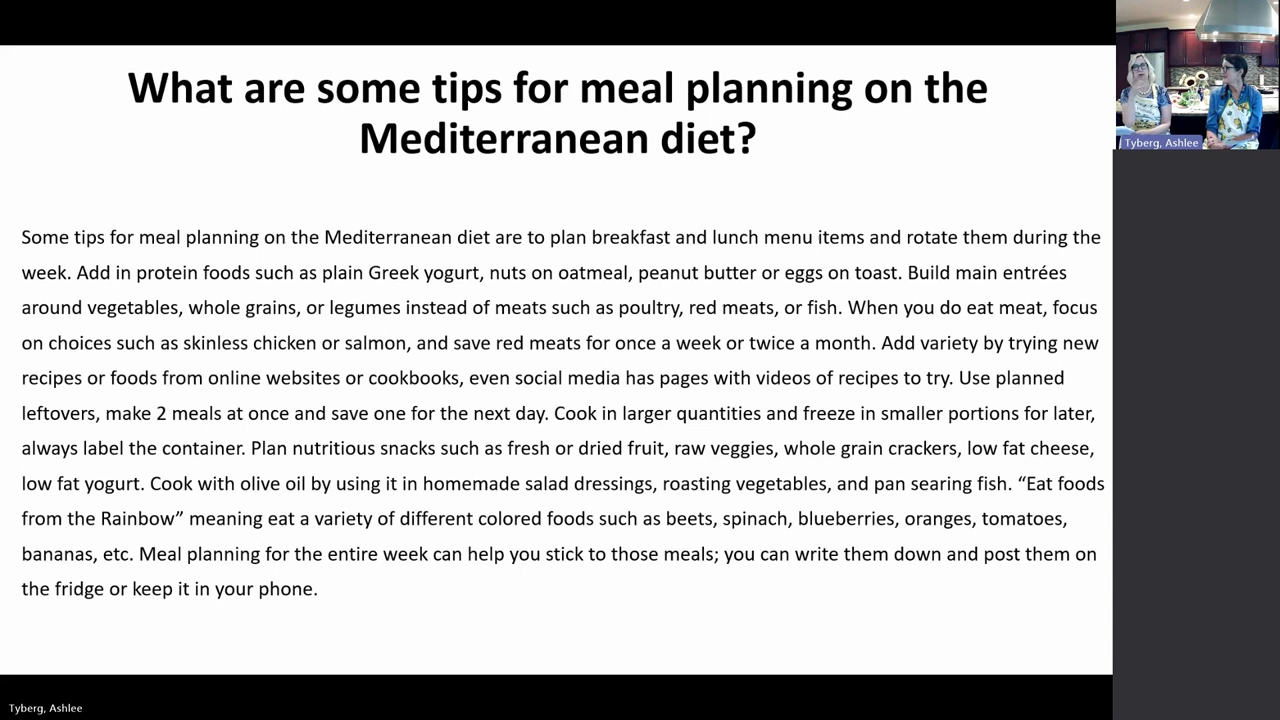 What are some tips for meal planning on the
Mediterranean diet?
Some tips for meal planning on the Mediterranean diet are to plan breakfast and lunch menu items and rotate them during the
week. Add in protein foods such as plain Greek yogurt, nuts on oatmeal, peanut butter or eggs on toast. Build main entrées
around vegetables, whole grains, or legumes instead of meats such as poultry, red meats, or fish. When you do eat meat, focus
on choices such as skinless chicken or salmon, and save red meats for once a week or twice a month. Add variety by trying new
recipes or foods from online websites or cookbooks, even social media has pages with videos of recipes to try. Use planned
leftovers, make 2 meals at once and save one for the next day. Cook in larger quantities and freeze in smaller portions for later,
always label the container. Plan nutritious snacks such as fresh or dried fruit, raw veggies, whole grain crackers, low fat cheese,
low fat yogurt. Cook with olive oil by using it in homemade salad dressings, roasting vegetables, and pan searing fish. “Eat foods
from the Rainbow” meaning eat a variety of different colored foods such as beets, spinach, blueberries, oranges, tomatoes,
bananas, etc. Meal planning for the entire week can help you stick to those meals; you can write them down and post them on
the fridge or keep it in your phone.
Tyberg, Ashlee
Tyberg, Ashlee